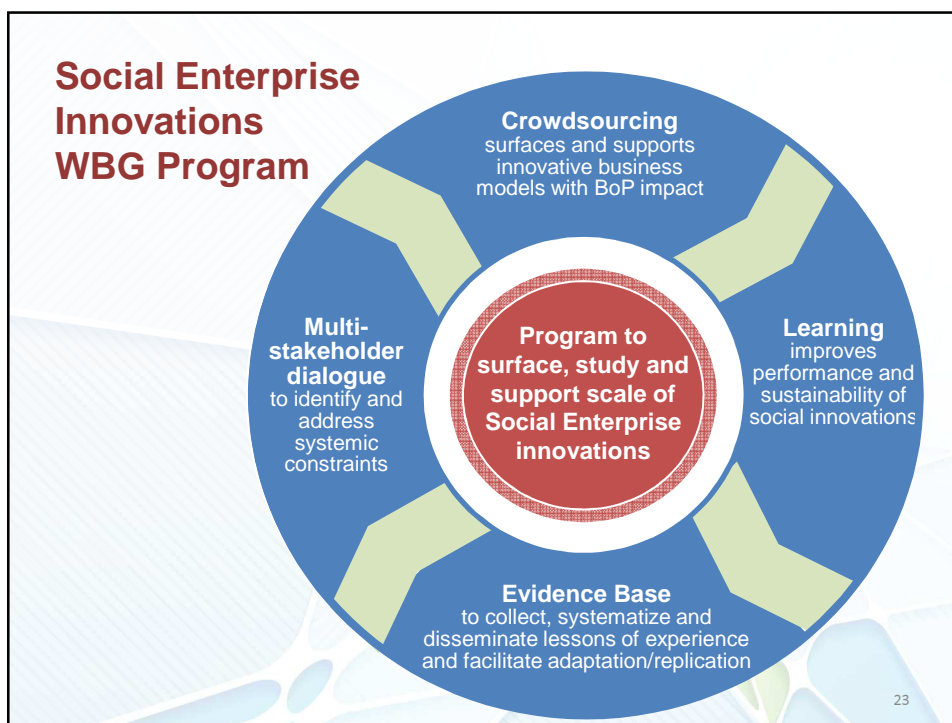 Social Enterprise
Innovations
WBG Program
Crowdsourcing
surfaces and supports
innovative business
models with BoP impact
Learning
improves
performance and
sustainability of
social innovations
Evidence Base
to collect, systematize and
disseminate lessons of experience
and facilitate adaptation/replication
Multi-
stakeholder
dialogue
to identify and
address
systemic
constraints
Program to
surface, study and
support scale of
Social Enterprise
innovations
23